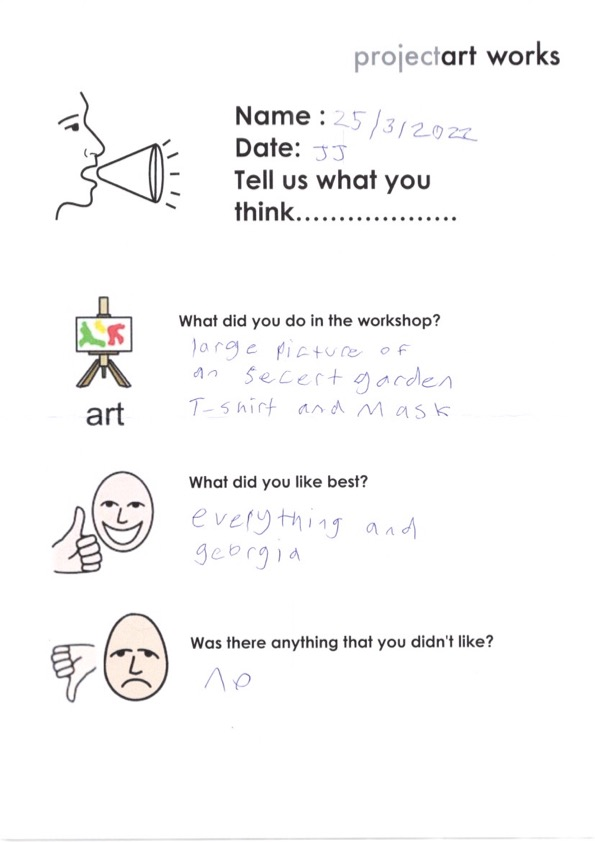 projectart works
Name : 25/3/2022
Date: JJ
Tell us what you
think...................
What did you do in the workshop?
large picture of
an secert garden
T-shirt and Mask
art
What did you like best?
everything and
georgia
Was there anything that you didn't like?
no